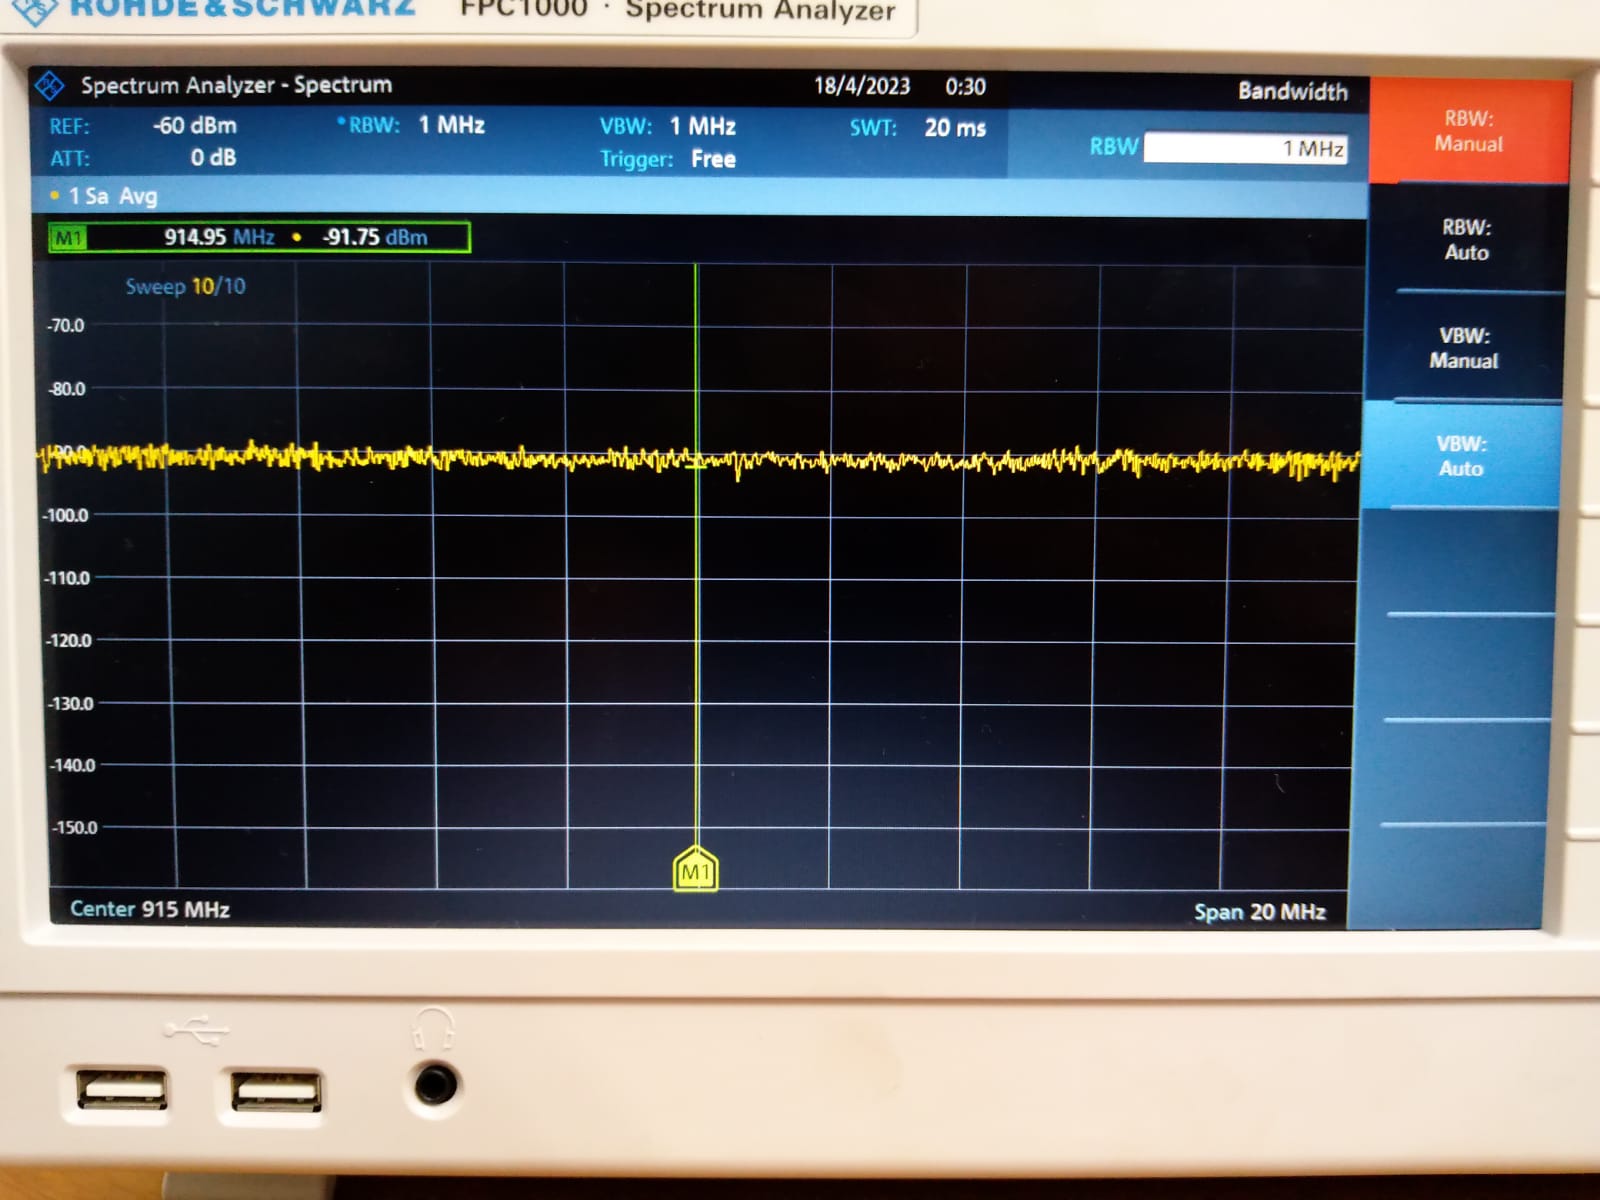 ROHDE&SCHWARZ FPC1000 · Spectrum Analyzer
Spectrum Analyzer - Spectrum 18/4/2023 0:30 Bandwidth
REF: -60 dBm RBW: 1 MHz VBW: 1 MHz SWT: 20 ms
ATT: 0 dB Trigger: Free
RBW 1 MHz
1 Sa Avg
M1 914.95 MHz • -91.75 dBm
Sweep 10/10
-70.0
-80.0
-90.0
-100.0
-110.0
-120.0
-130.0
-140.0
-150.0
M1
Center 915 MHz Span 20 MHz
RBW:
Manual
RBW:
Auto
VBW:
Manual
VBW:
Auto